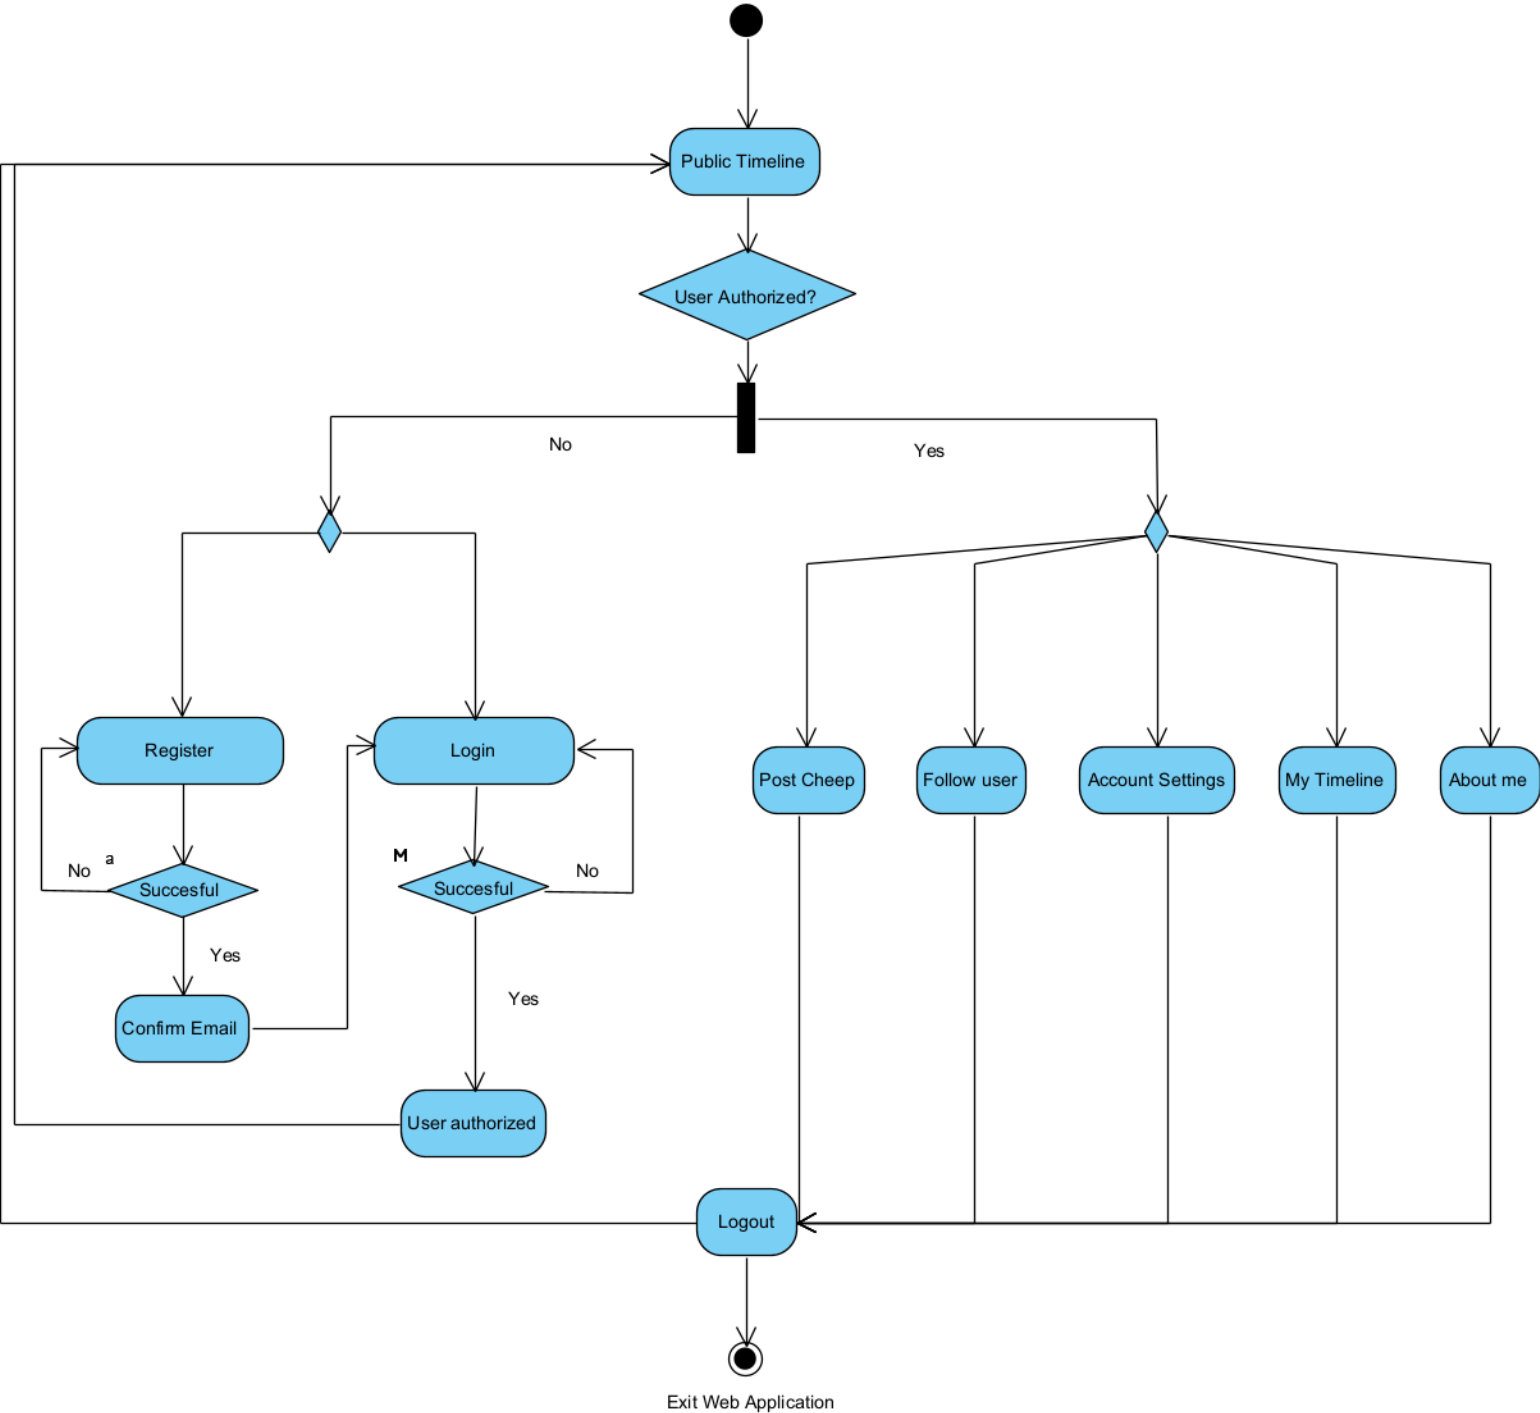 Public Timeline
User Authorized?
No
Yes
Register
Login
Post Cheep
Follow user
Account Settings
My Timeline
About me
a
M
No
Succesful
Succesful
No
Yes
Yes
Confirm Email
User authorized
Logout
Exit Web Application